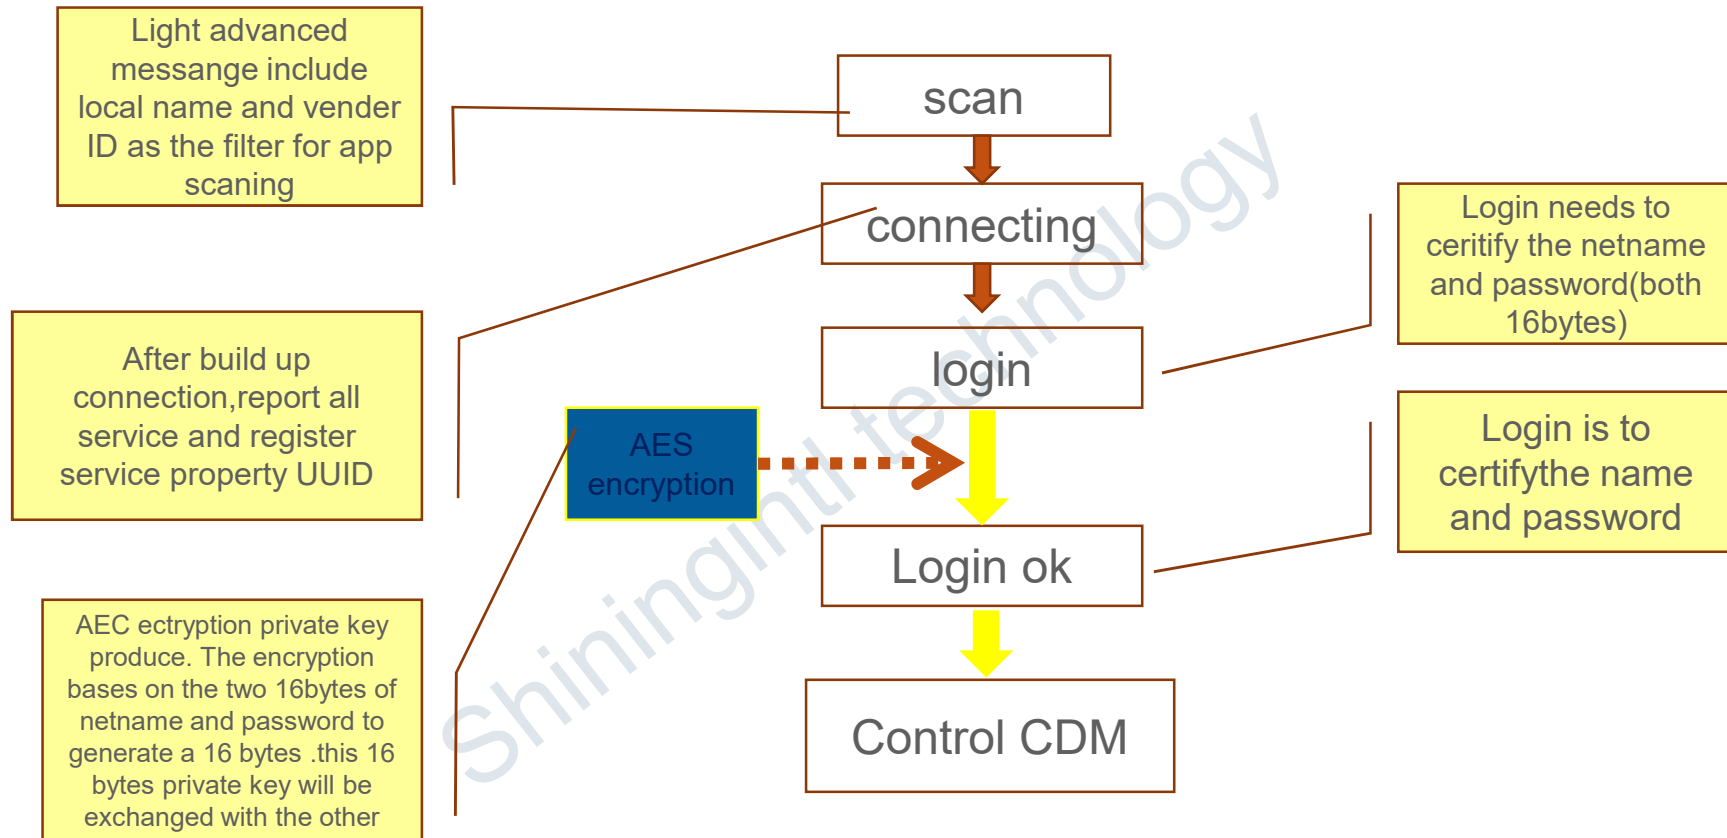 Light advanced
messange include
local name and vender
ID as the filter for app
scaning
scan
connecting
Login needs to
ceritify the netname
and password(both
16bytes)
After build up
connection,report all
service and register
service property UUID
login
AES
encryption
Login is to
certifythe name
and password
Login ok
AEC ectryption private key
produce. The encryption
bases on the two 16bytes of
netname and password to
generate a 16 bytes .this 16
bytes private key will be
exchanged with the other
Control CDM
Shiningintl technology